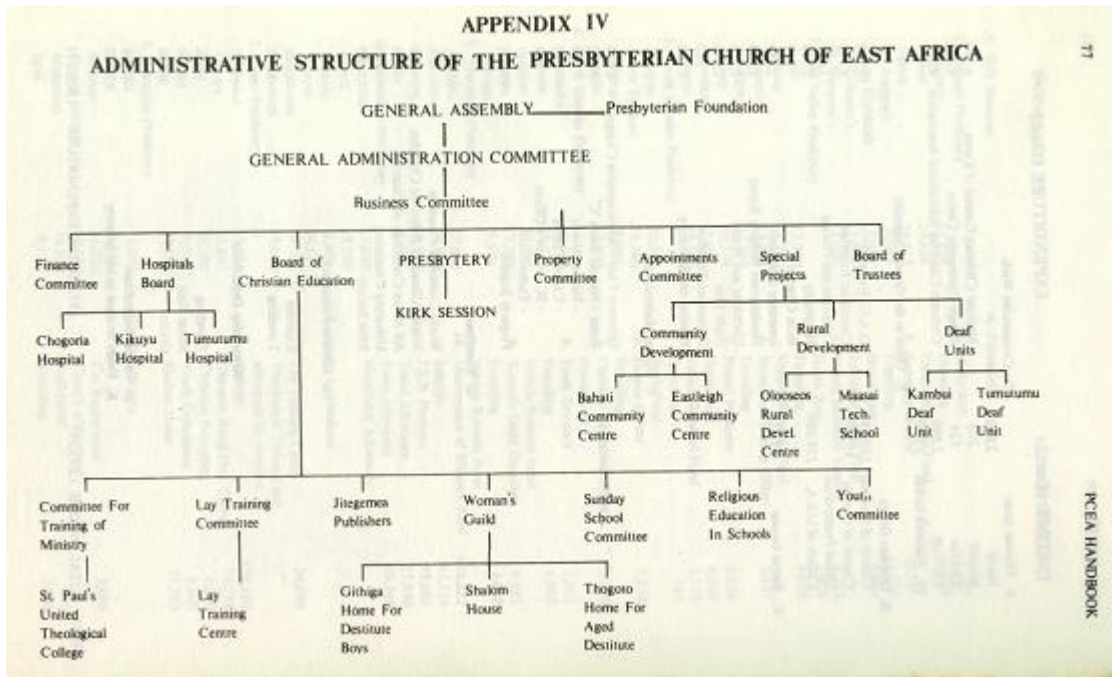 APPENDIX IV
ADMINISTRATIVE STRUCTURE OF THE PRESBYTERIAN CHURCH OF EAST AFRICA
77
GENERAL ASSEMBLY
Presbyterian Foundation
GENERAL ADMINISTRATION COMMITTEE
Business Committee
Finance
Committee
Hospitals
Board
Board of
Christian Education
PRESBYTERY
Property
Committee
Appointments
Committee
Special
Projects
Board of
Trustees
KIRK SESSION
Chogoria
Hospital
Kikuyu
Hospital
Tumutumu
Hospital
Community
Development
Rural
Development
Deaf
Units
Bahati
Community
Centre
Eastleigh
Community
Centre
Olooseos
Rural
Devel.
Centre
Maasai
Tech.
School
Kambui
Deaf
Unit
Tumutumu
Deaf
Unit
Committee For
Training of
Ministry
Lay Training
Committee
Jitegemea
Publishers
Woman's
Guild
Sunday
School
Committee
Religious
Education
In Schools
Youth
Committee
St. Paul's
United
Theological
College
Lay
Training
Centre
Githiga
Home For
Destitute
Boys
Shalom
House
Thogoto
Home For
Aged
Destitute
PCEA HANDBOOK